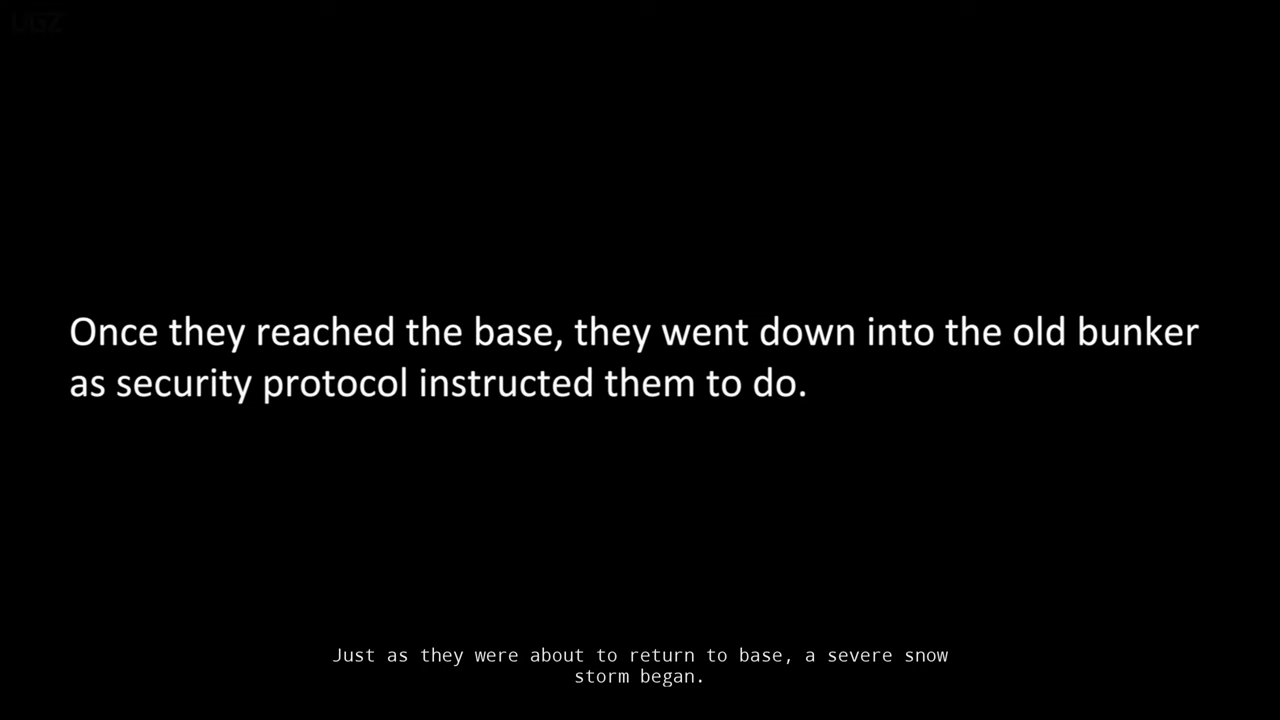 UGZ
Once they reached the base, they went down into the old bunker
as security protocol instructed them to do.
Just as they were about to return to base, a severe snow
storm began.